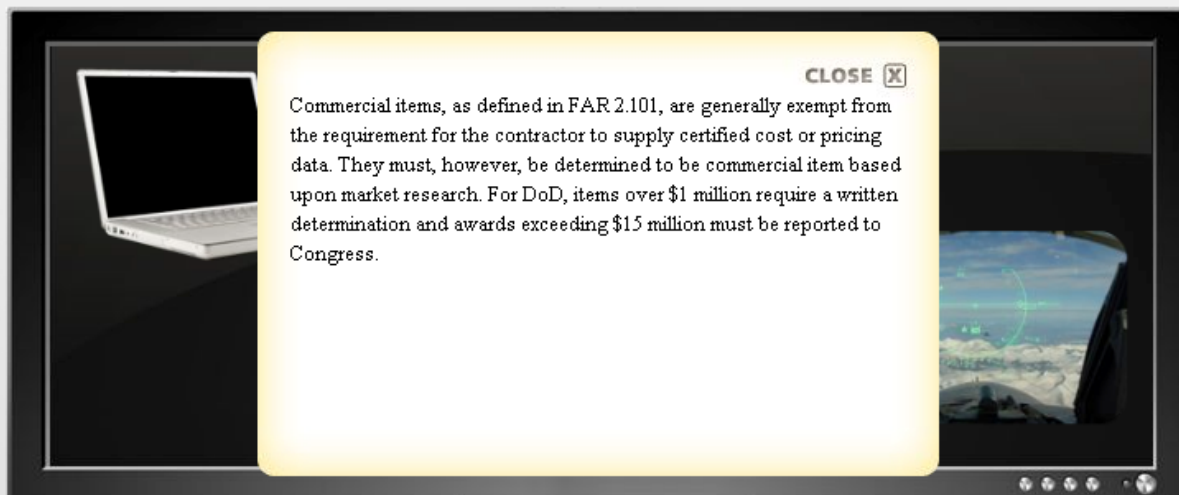 CLOSE X
Commercial items, as defined in FAR 2.101, are generally exempt from
the requirement for the contractor to supply certified cost or pricing
data. They must, however, be determined to be commercial item based
upon market research. For DoD, items over $1 million require a written
determination and awards exceeding $15 million must be reported to
Congress.